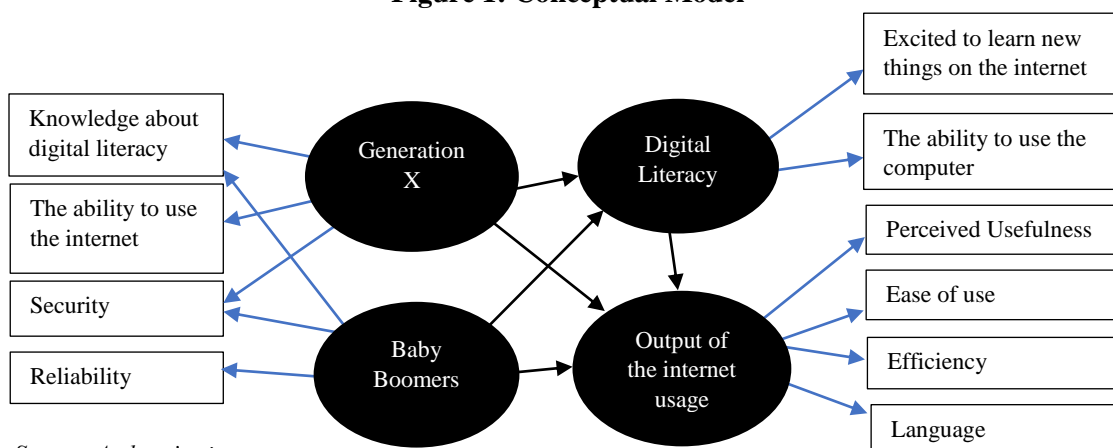 Figure 1: Conceptual Model
Knowledge about
digital literacy
The ability to use
the internet
Security
Reliability
Generation
X
Baby
Boomers
Digital
Literacy
Output of
the internet
usage
Excited to learn new
things on the internet
The ability to use the
computer
Perceived Usefulness
Ease of use
Efficiency
Language